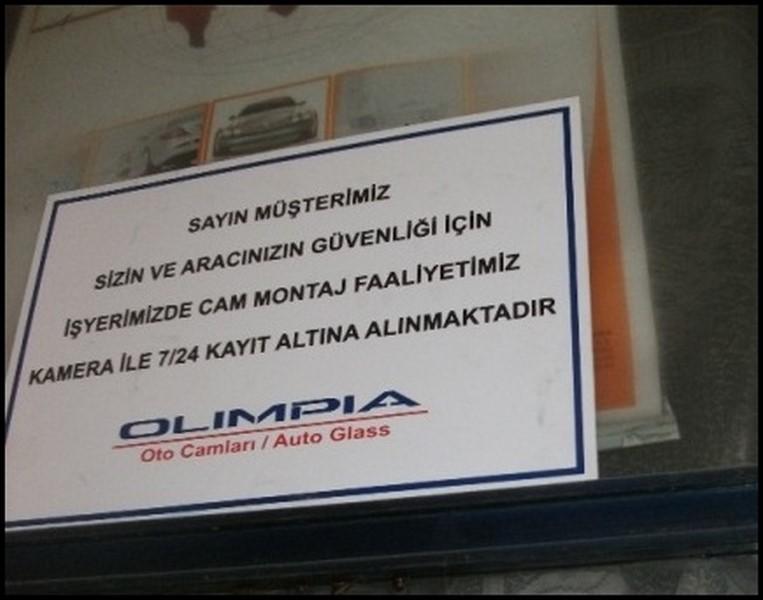 SAYIN MÜŞTERİMİZ
SİZİN VE ARACINIZIN GÜVENLİĞİ İÇİN
İŞYERİMİZDE CAM MONTAJ FAALİYETİMİZ
KAMERA İLE 7/24 KAYIT ALTINA ALINMAKTADIR
OLIMPIA
Oto Camları / Auto Glass